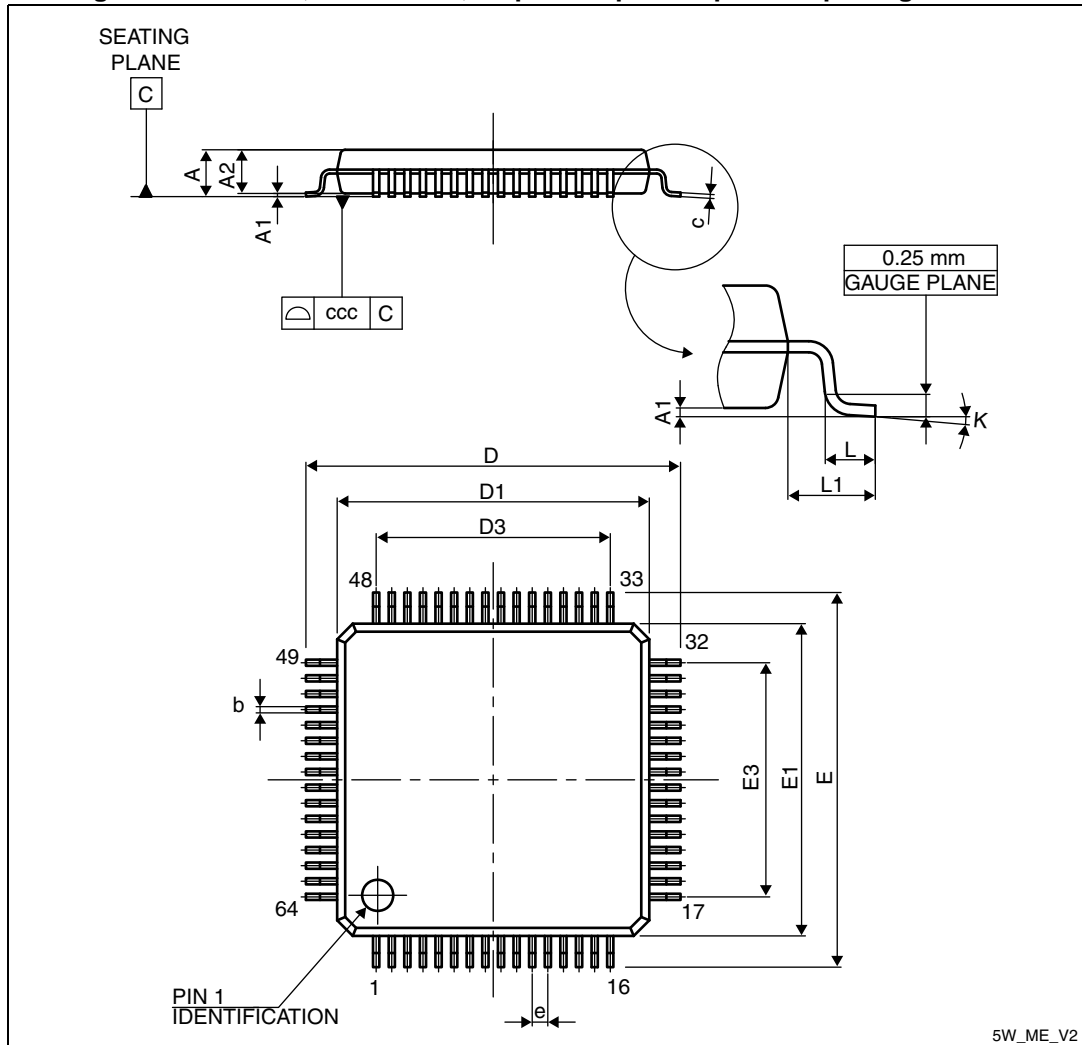 SEATING
PLANE
C
A
A2
A1
c
ccc C
0.25 mm
GAUGE PLANE
A1
K
L
L1
D
D1
D3
48
33
49
32
b
E3
E1
E
64
17
1
16
e
PIN 1
IDENTIFICATION
5W_ME_V2